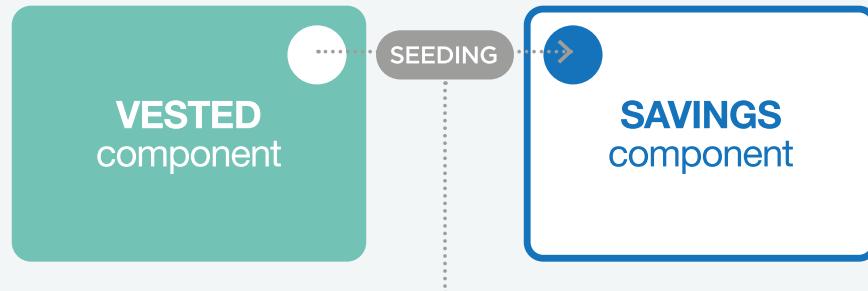 SEEDING
VESTED
component
SAVINGS
component